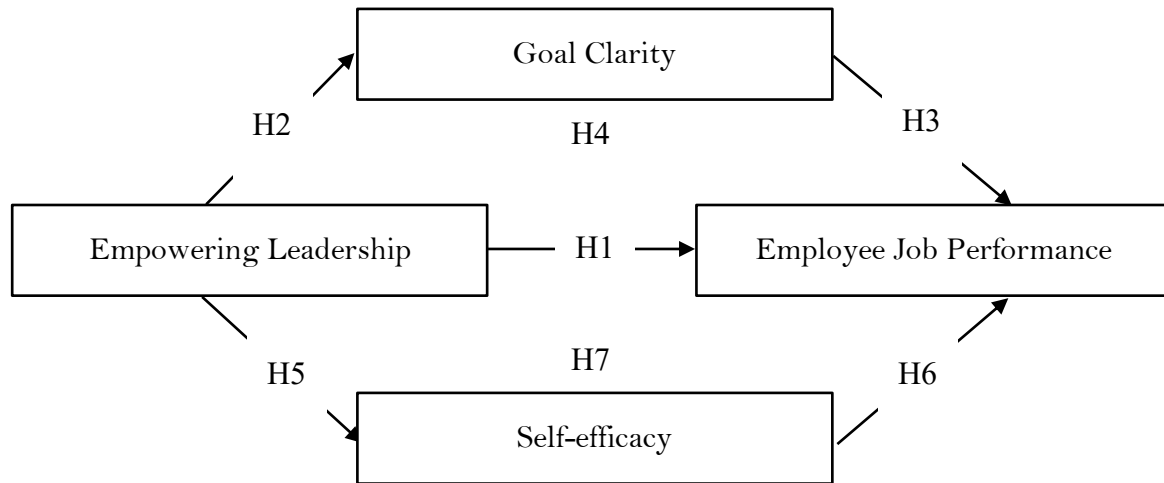 Goal Clarity
H2
H4
H3
Empowering Leadership
H1
Employee Job Performance
H5
H7
H6
Self-efficacy